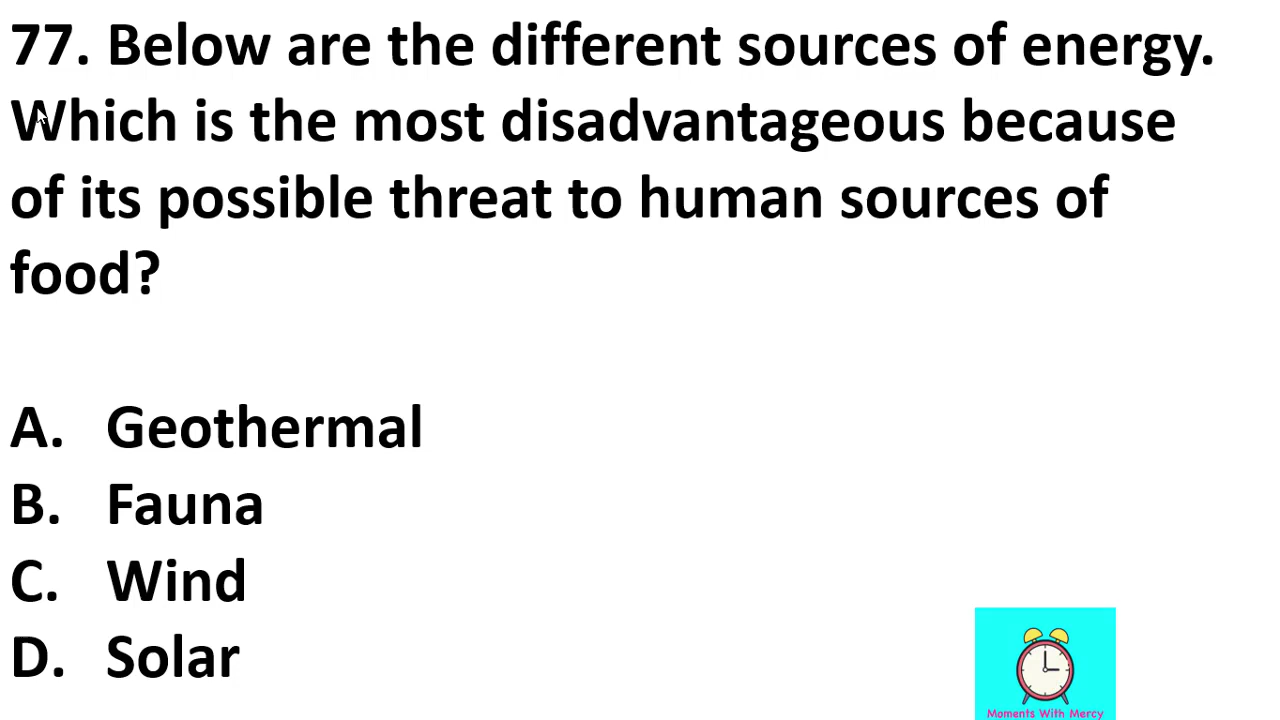 77. Below are the different sources of energy.
Which is the most disadvantageous because
of its possible threat to human sources of
food?
A. Geothermal
B. Fauna
C. Wind
D. Solar
Moments With Mercy